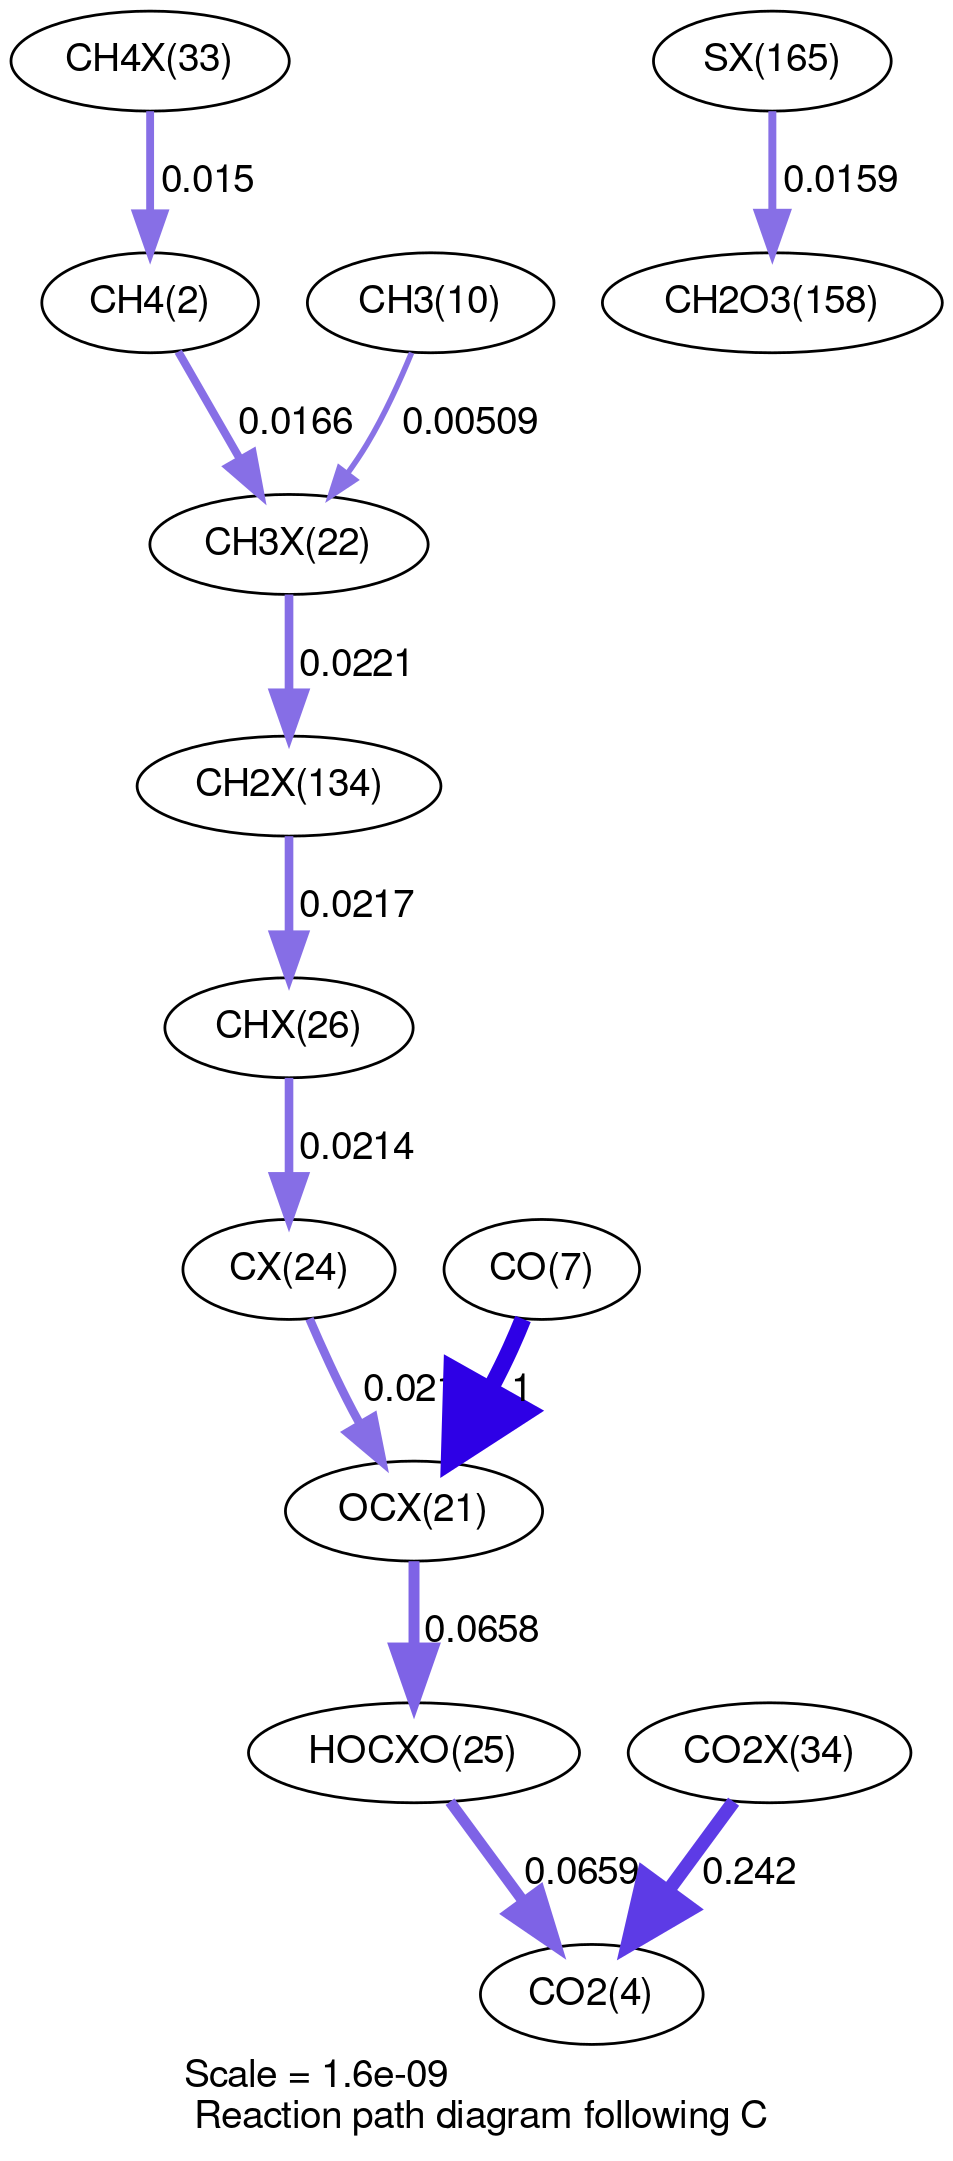 CH4X(33)
SX(165)
0.015
0.0159
CH4(2)
CH3(10)
CH2O3(158)
0.0166
0.00509
CH3X(22)
0.0221
CH2X(134)
0.0217
CHX(26)
0.0214
CX(24)
CO(7)
1
OCX(21)
0.0658
HOCXO(25)
CO2X(34)
0.0659
0.242
CO2(4)
Scale = 1.6e-09
Reaction path diagram following C